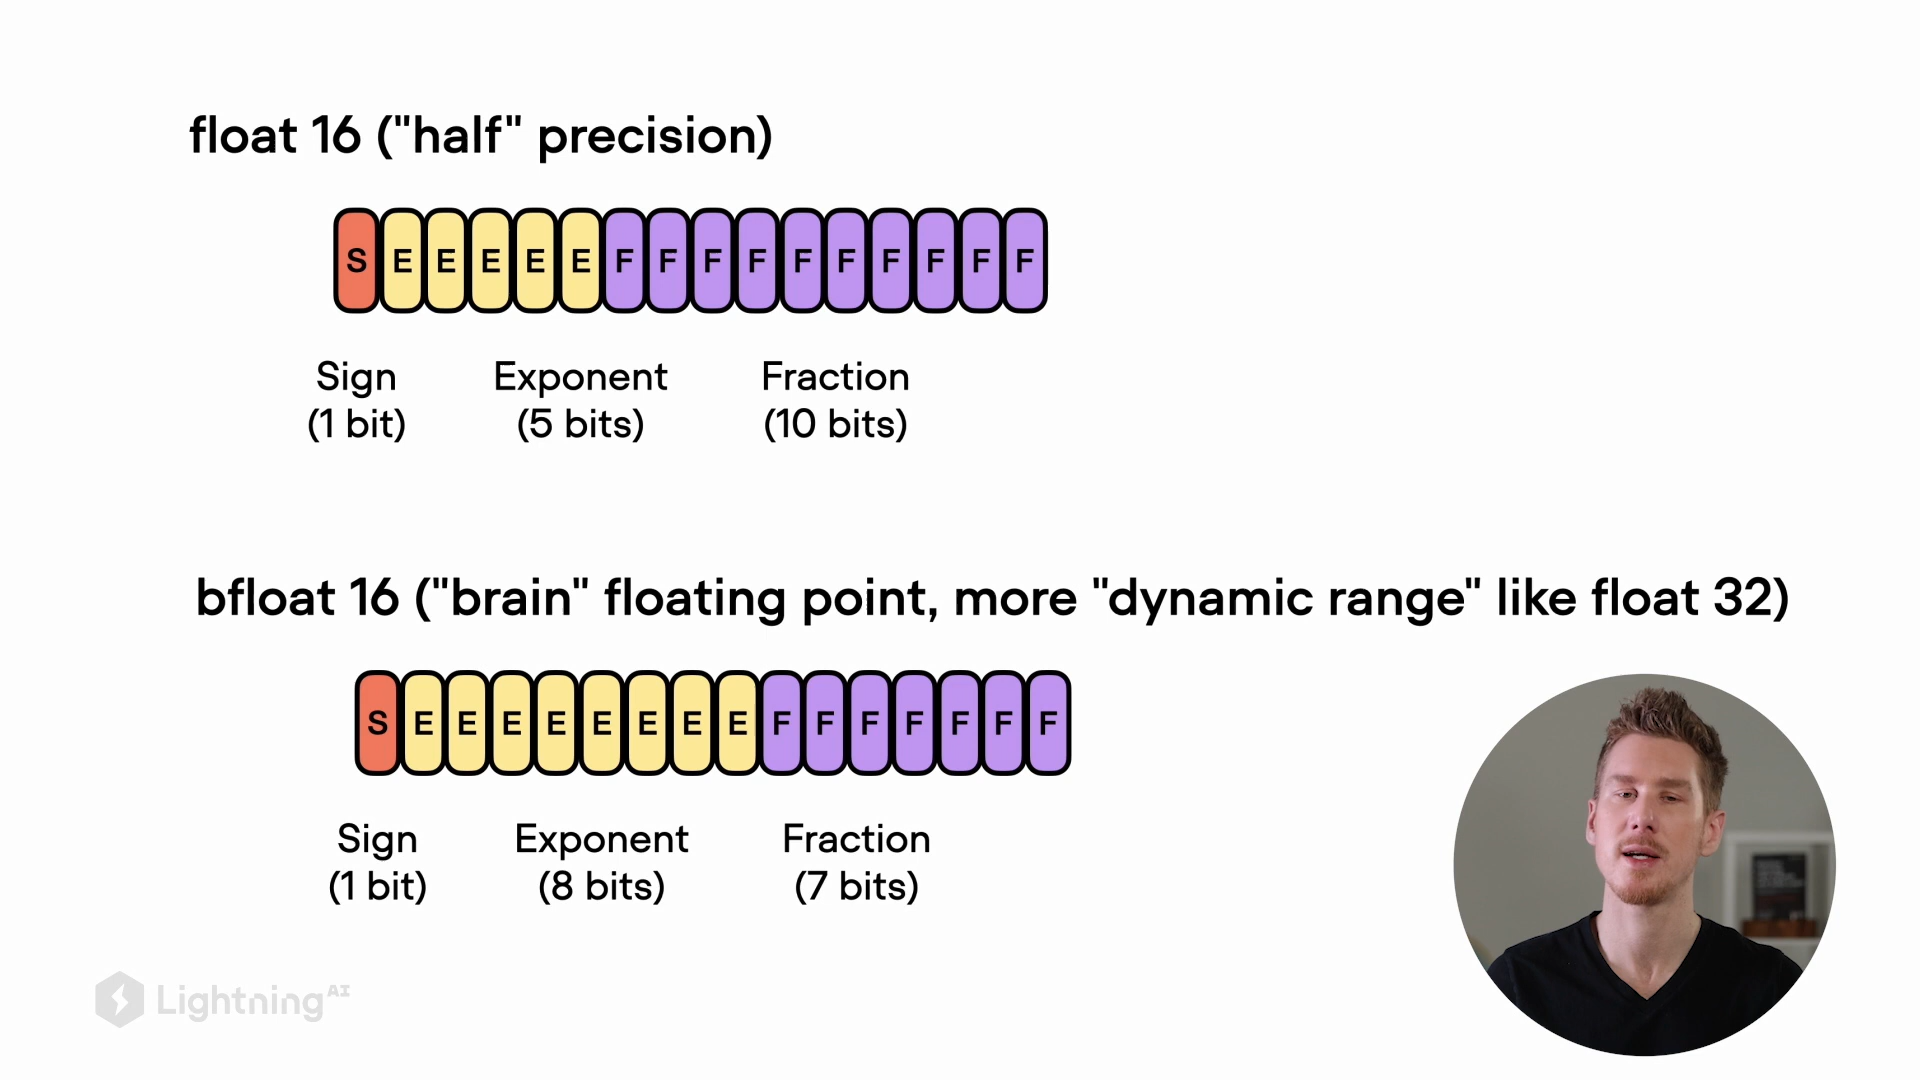 float 16 ("half" precision)
S E E E E E F F F F F F F F F F
Sign Exponent Fraction
(1 bit) (5 bits) (10 bits)
bfloat 16 ("brain" floating point, more "dynamic range" like float 32)
S E E E E E E E E F F F F F F F
Sign Exponent Fraction
(1 bit) (8 bits) (7 bits)
Lightning AI